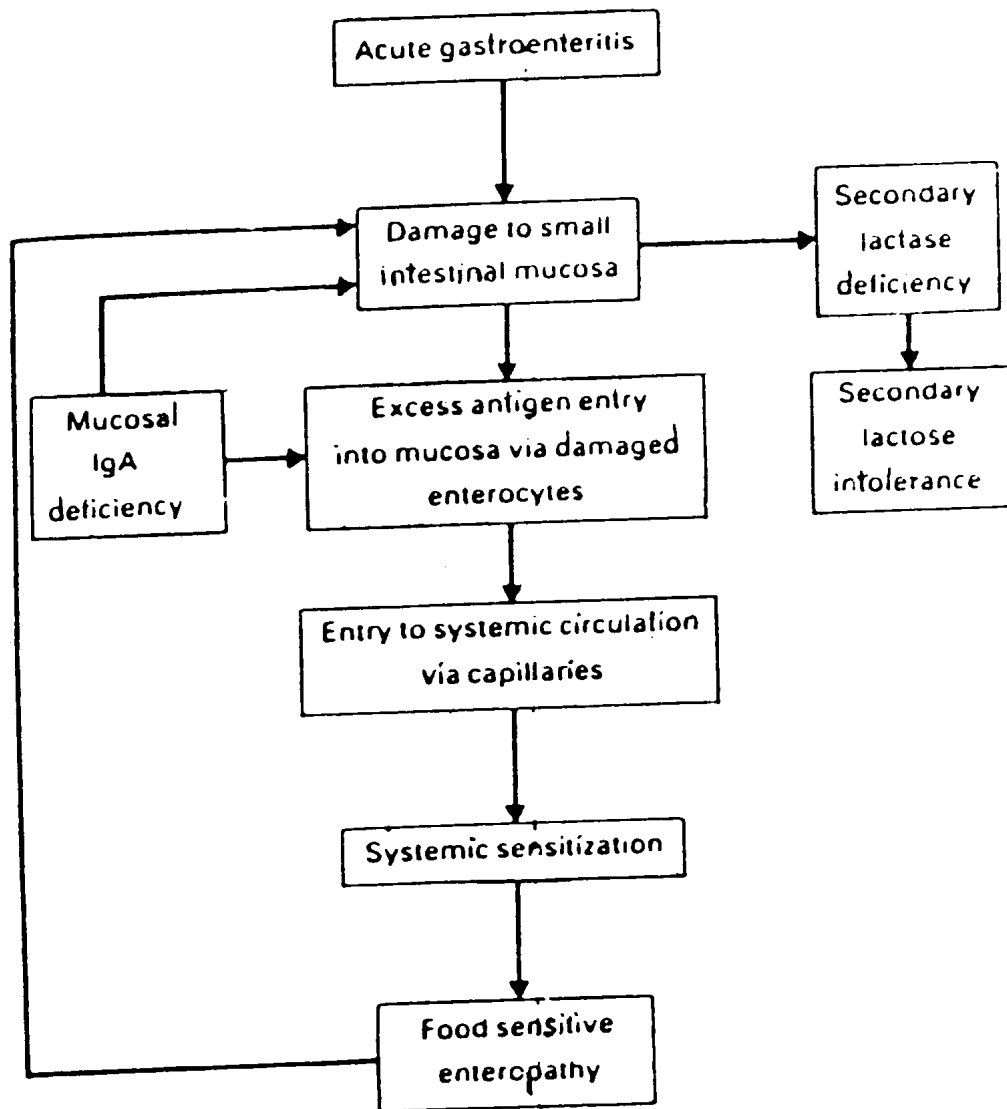 Acute gastroenteritis
Damage to small
intestinal mucosa
Secondary
lactase
deficiency
Mucosal
IgA
deficiency
Excess antigen entry
into mucosa via damaged
enterocytes
Secondary
lactose
intolerance
Entry to systemic circulation
via capillaries
Systemic sensitization
Food sensitive
enteropathy